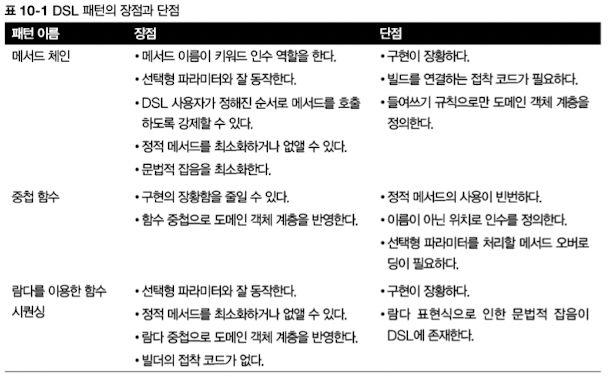 표 10-1 DSL 패턴의 장점과 단점
패턴 이름 장점 단점
메서드 체인
• 메서드 이름이 키워드 인수 역할을 한다.
• 선택형 파라미터와 잘 동작한다.
• DSL 사용자가 정해진 순서로 메서드를 호출
하도록 강제할 수 있다.
• 정적 메서드를 최소화하거나 없앨 수 있다.
• 문법적 잡음을 최소화한다.
• 구현이 장황하다.
• 빌드를 연결하는 접착 코드가 필요하다.
• 들여쓰기 규칙으로만 도메인 객체 계층을
정의한다.
중첩 함수
• 구현의 장황함을 줄일 수 있다.
• 함수 중첩으로 도메인 객체 계층을 반영한다.
• 정적 메서드의 사용이 빈번하다.
• 이름이 아닌 위치로 인수를 정의한다.
• 선택형 파라미터를 처리할 메서드 오버로
딩이 필요하다.
람다를 이용한 함수
시퀀싱
• 선택형 파라미터와 잘 동작한다.
• 정적 메서드를 최소화하거나 없앨 수 있다.
• 람다 중첩으로 도메인 객체 계층을 반영한다.
• 빌더의 접착 코드가 없다.
• 구현이 장황하다.
• 람다 표현식으로 인한 문법적 잡음이
DSL에 존재한다.